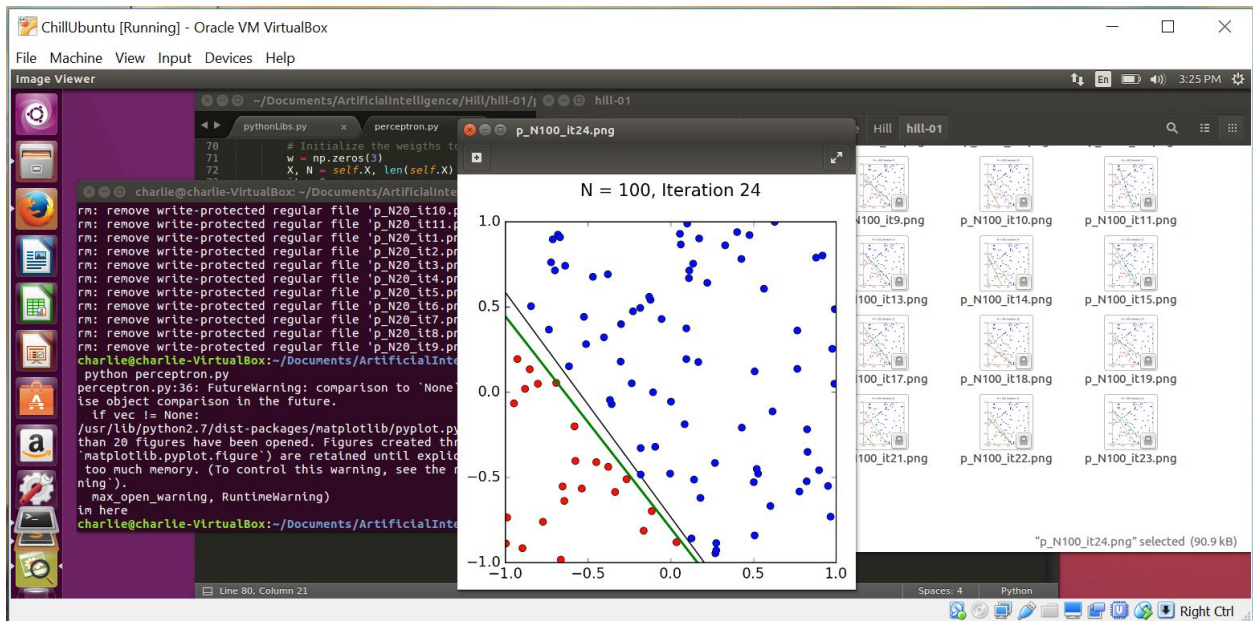 ChillUbuntu [Running] - Oracle VM VirtualBox
File Machine View Input Devices Help
Image Viewer
En
3:25 PM
~/Documents/ArtificialIntelligence/Hill/hill-01/
hill-01
pythonLibs.py x perceptron.py
p_N100_it24.png
Hill hill-01
70 # Initialize the weigths to
71 w = np.zeros(3)
72 X, N = self.X, len(self.X)
charlie@charlie-VirtualBox: ~/Documents/ArtificialInte
rm: remove write-protected regular file 'p_N20_it10.p
rm: remove write-protected regular file 'p_N20_it11.p
rm: remove write-protected regular file 'p_N20_it1.pn
rm: remove write-protected regular file 'p_N20_it2.pn
rm: remove write-protected regular file 'p_N20_it3.pn
rm: remove write-protected regular file 'p_N20_it4.pn
rm: remove write-protected regular file 'p_N20_it5.pn
rm: remove write-protected regular file 'p_N20_it6.pn
rm: remove write-protected regular file 'p_N20_it7.pn
rm: remove write-protected regular file 'p_N20_it8.pn
rm: remove write-protected regular file 'p_N20_it9.pn
charlie@charlie-VirtualBox:~/Documents/ArtificialInte
python perceptron.py
perceptron.py:36: FutureWarning: comparison to `None`
ise object comparison in the future.
if vec != None:
/usr/lib/python2.7/dist-packages/matplotlib/pyplot.py
than 20 figures have been opened. Figures created thr
`matplotlib.pyplot.figure`) are retained until explic
too much memory. (To control this warning, see the r
ning`).
max_open_warning, RuntimeWarning)
im here
charlie@charlie-VirtualBox:~/Documents/ArtificialInte
N = 100, Iteration 24
1.0
0.5
0.0
−0.5
−1.0
−1.0 −0.5 0.0 0.5 1.0
N100_it9.png p_N100_it10.png p_N100_it11.png
100_it13.png p_N100_it14.png p_N100_it15.png
100_it17.png p_N100_it18.png p_N100_it19.png
100_it21.png p_N100_it22.png p_N100_it23.png
"p_N100_it24.png" selected (90.9 kB)
Line 80, Column 21
Spaces: 4 Python
Right Ctrl